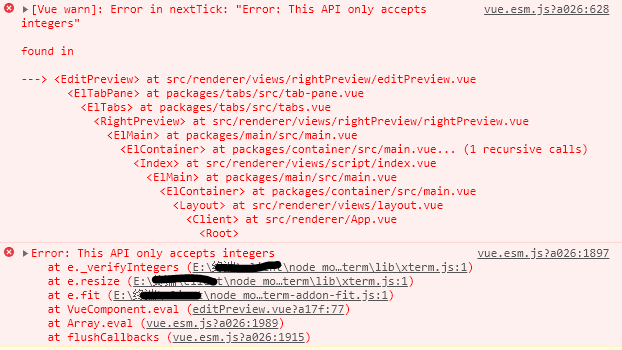 [Vue warn]: Error in nextTick: "Error: This API only accepts vue.esm.js?a026:628
integers"
found in
---> <EditPreview> at src/renderer/views/rightPreview/editPreview.vue
<ElTabPane> at packages/tabs/src/tab-pane.vue
<ElTabs> at packages/tabs/src/tabs.vue
<RightPreview> at src/renderer/views/rightPreview/rightPreview.vue
<ElMain> at packages/main/src/main.vue
<ElContainer> at packages/container/src/main.vue... (1 recursive calls)
<Index> at src/renderer/views/script/index.vue
<ElMain> at packages/main/src/main.vue
<ElContainer> at packages/container/src/main.vue
<Layout> at src/renderer/views/layout.vue
<Client> at src/renderer/App.vue
<Root>
Error: This API only accepts integers vue.esm.js?a026:1897
at e._verifyIntegers (E:\ \node mo…term\lib\xterm.js:1)
at e.resize (E:\ \node mo…term\lib\xterm.js:1)
at e.fit (E:\ \node mo…term-addon-fit.js:1)
at VueComponent.eval (editPreview.vue?a17f:77)
at Array.eval (vue.esm.js?a026:1989)
at flushCallbacks (vue.esm.js?a026:1915)